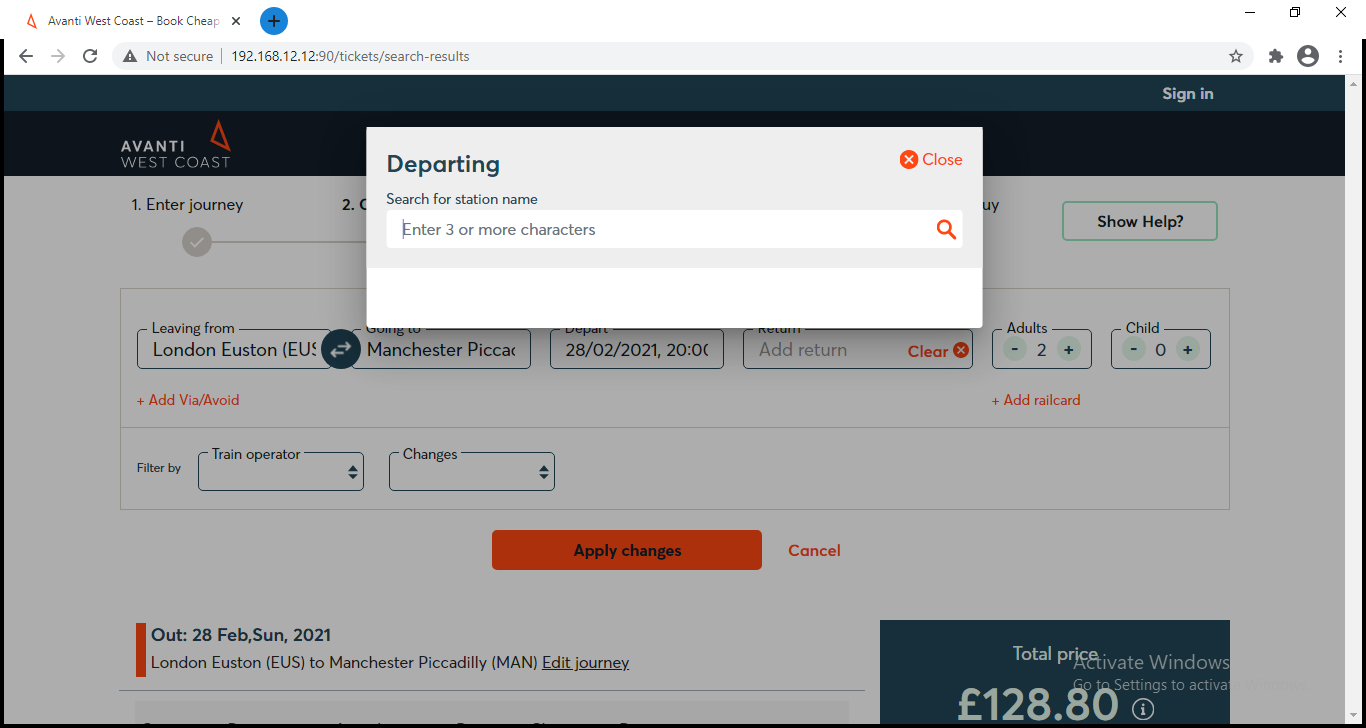 Avanti West Coast – Book Cheap
Not secure
192.168.12.12:90/tickets/search-results
Sign in
AVANTI
WEST COAST
Departing
Close
Search for station name
Enter 3 or more characters
1. Enter journey
2. C
uy
Show Help?
Leaving from
London Euston (EUS
Going to
Manchester Piccac
Depart
28/02/2021, 20:0(
Return
Add return
Clear
Adults
- 2 +
Child
- 0 +
+ Add Via/Avoid
+ Add railcard
Filter by
Train operator
Changes
Apply changes
Cancel
Out: 28 Feb,Sun, 2021
London Euston (EUS) to Manchester Piccadilly (MAN) Edit journey
Total price
£128.80
Activate Windows
Go to Settings to activate Windows.